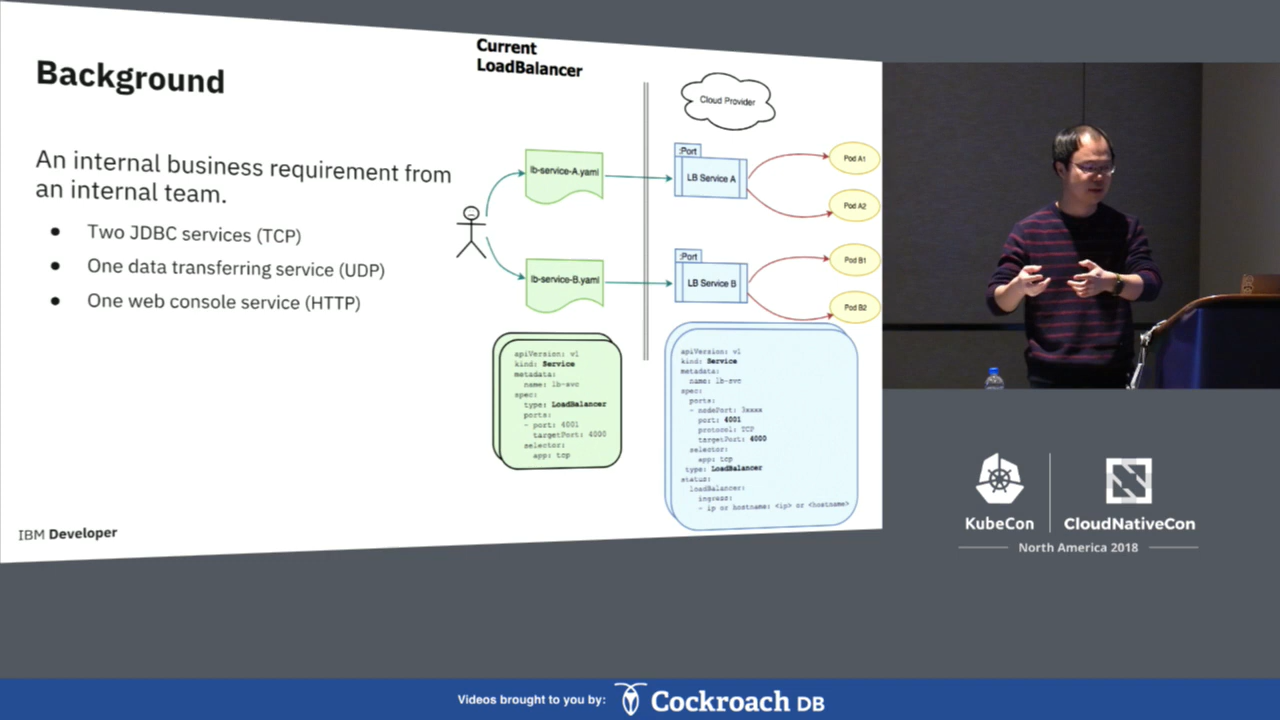 Background
An internal business requirement from
an internal team.
● Two JDBC services (TCP)
● One data transferring service (UDP)
● One web console service (HTTP)
IBM Developer
Current
LoadBalancer
Cloud Provider
lb-service-A.yaml
:Port
LB Service A
Pod A1
Pod A2
lb-service-B.yaml
:Port
LB Service B
Pod B1
Pod B2
apiVersion: v1
kind: Service
metadata:
name: lb-svc
spec:
type: LoadBalancer
ports:
- port: 4001
targetPort: 4000
selector:
app: tcp
apiVersion: v1
kind: Service
metadata:
name: lb-svc
spec:
ports:
- nodePort: 3xxxx
port: 4001
protocol: TCP
targetPort: 4000
selector:
app: tcp
type: LoadBalancer
status:
loadBalancer:
ingress:
- ip or hostname: <ip> or <hostname>
KubeCon
CloudNativeCon
North America 2018
Videos brought to you by:
Cockroach DB